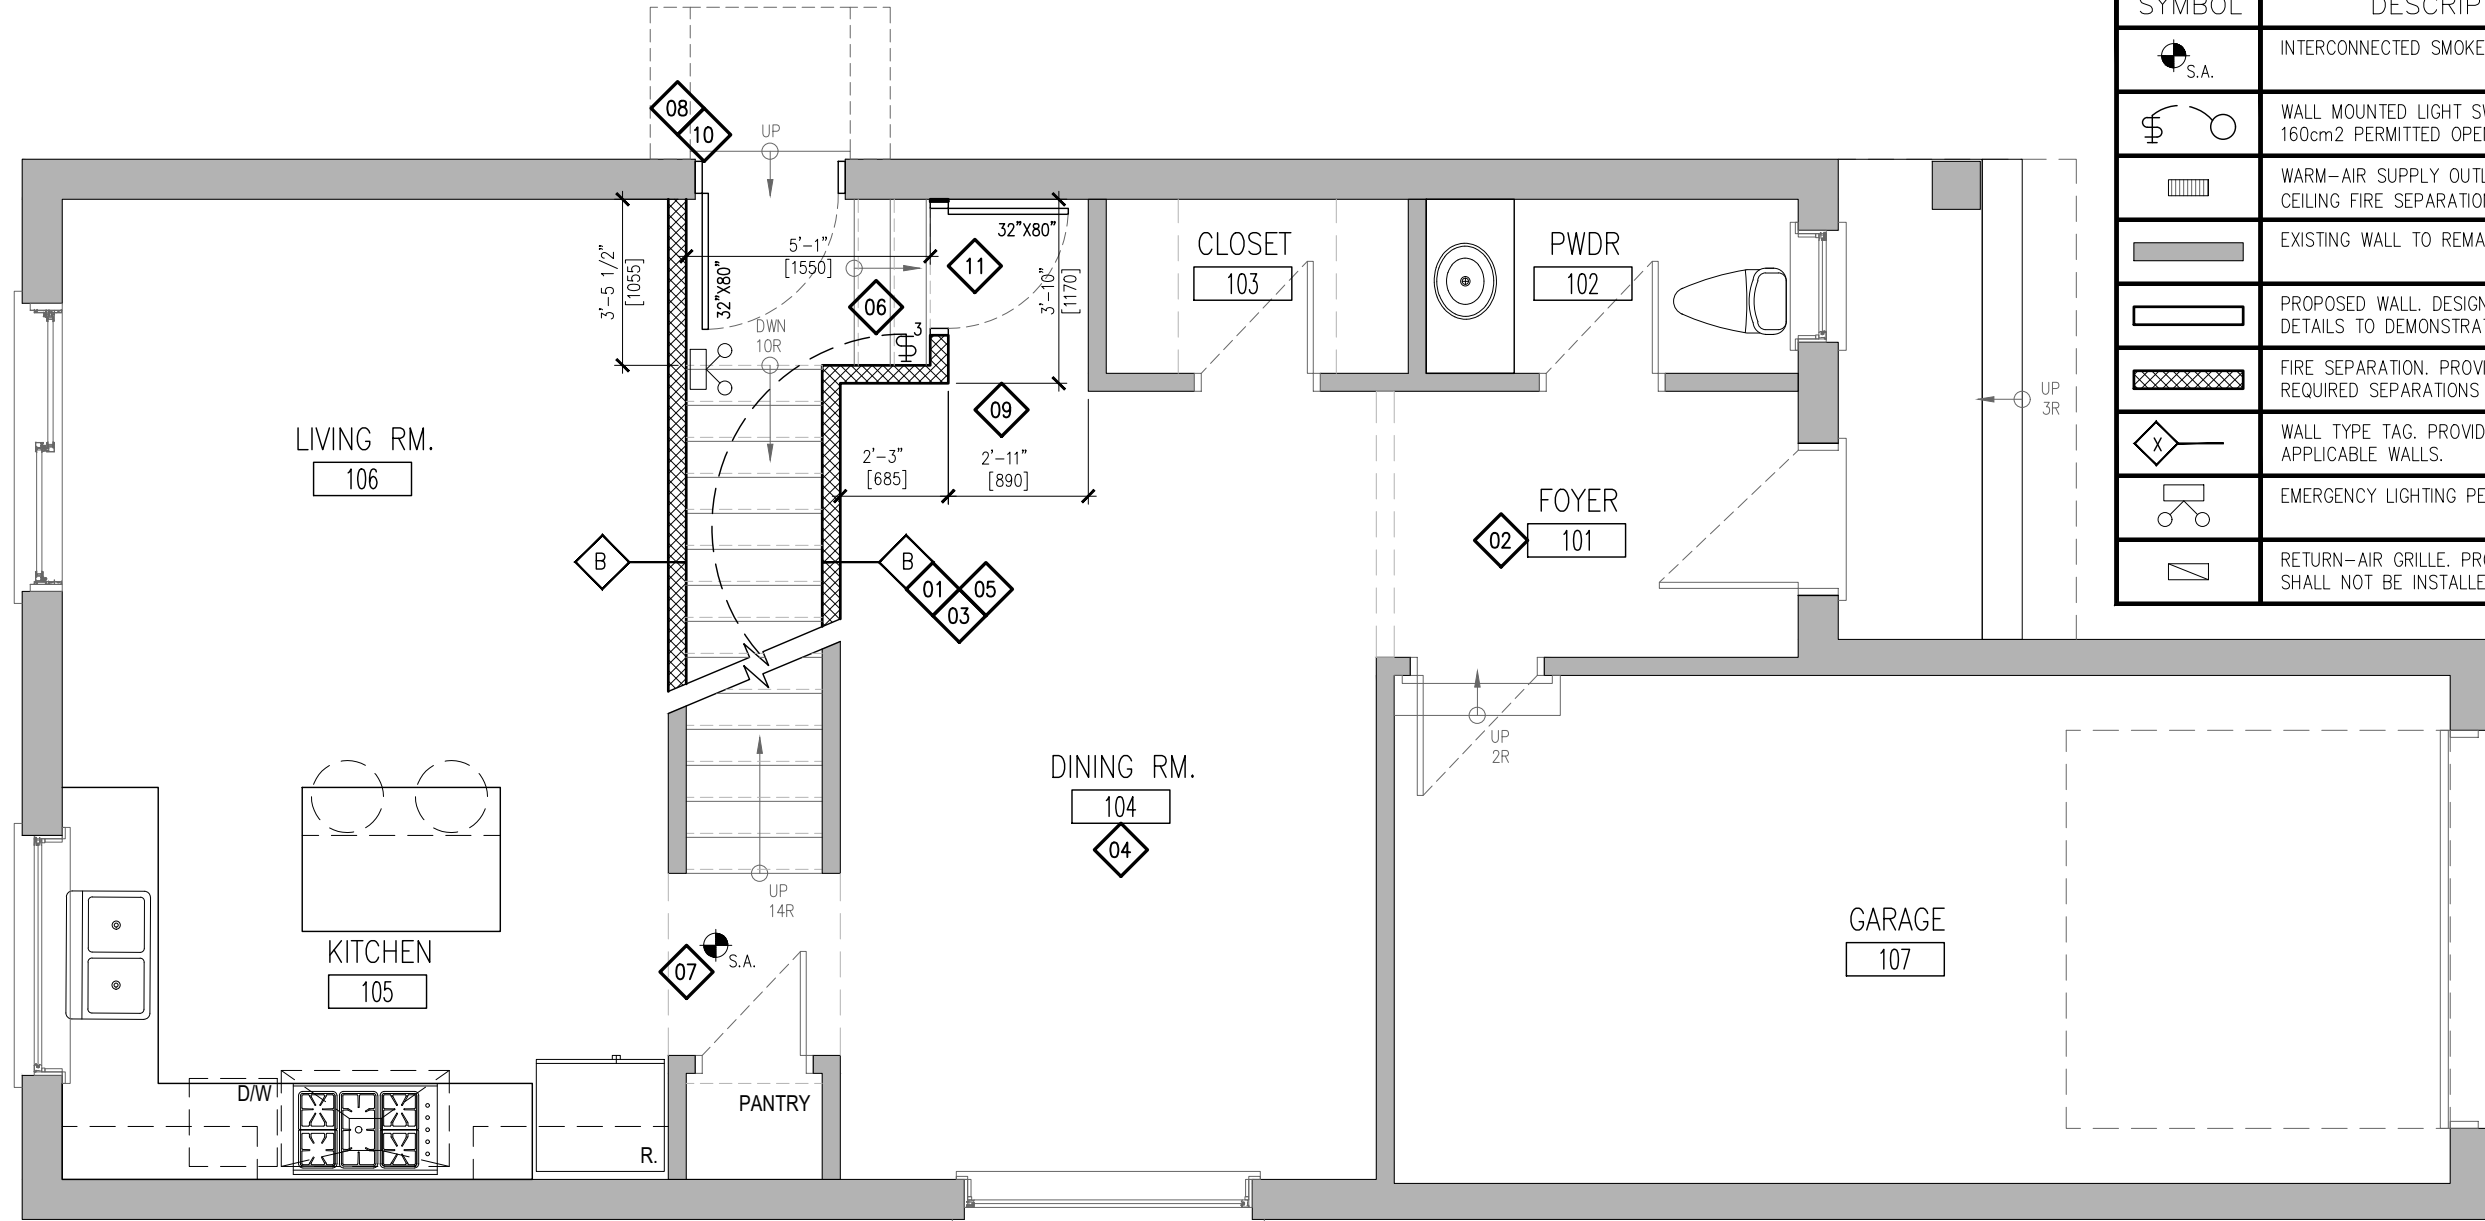 SYMBOL
DESCRIP
S.A.
INTERCONNECTED SMOKE
WALL MOUNTED LIGHT SW
160cm2 PERMITTED OPE
WARM-AIR SUPPLY OUTL
CEILING FIRE SEPARATION
EXISTING WALL TO REMA
PROPOSED WALL. DESIGN
DETAILS TO DEMONSTRA
FIRE SEPARATION. PROVI
REQUIRED SEPARATIONS
X
WALL TYPE TAG. PROVID
APPLICABLE WALLS.
EMERGENCY LIGHTING PE
RETURN-AIR GRILLE. PRO
SHALL NOT BE INSTALLE
08
10
UP
3'-5 1/2"
[1055]
32"X80"
5'-1"
[1550]
32"X80"
11
3'-10"
[1170]
06
3
DWN
10R
CLOSET
103
PWDR
102
09
2'-3"
[685]
2'-11"
[890]
UP
3R
LIVING RM.
106
FOYER
101
02
B
B
01
05
03
UP
2R
DINING RM.
104
04
UP
14R
GARAGE
107
KITCHEN
105
07
S.A.
D/W
PANTRY
R.